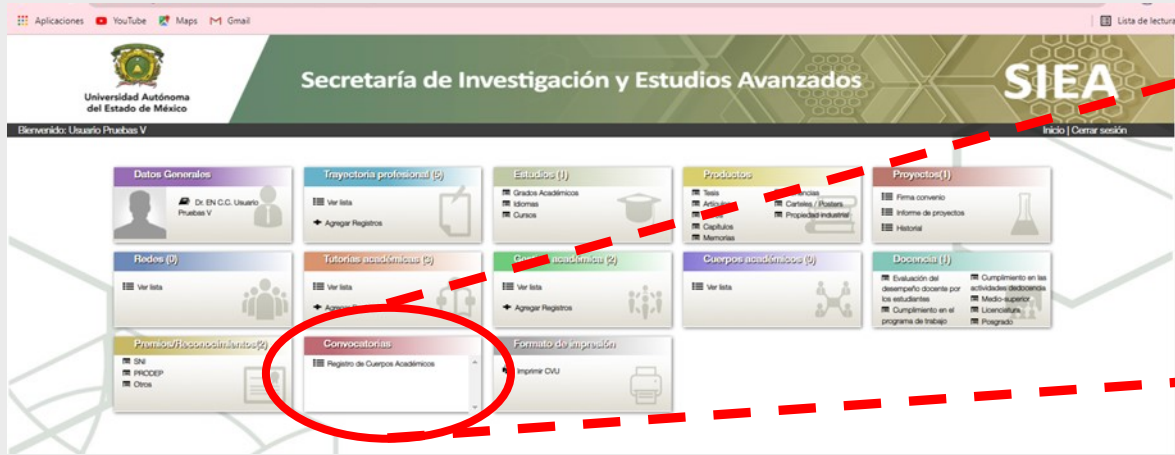 Aplicaciones YouTube Maps Gmail Lista de lectura
Universidad Autónoma
del Estado de México
Secretaría de Investigación y Estudios Avanzados
SIEA
Bienvenido: Usuario Pruebas V
Inicio | Cerrar sesión
Datos Generales
Dr. EN C.C. Usuario
Pruebas V
Trayectoria profesional (5)
Ver lista
Agregar Registros
Estudios (1)
Grados Académicos
Idiomas
Cursos
Productos
Tesis
Capítulos
Memorias
Carteles / Posters
Propiedad industrial
Proyectos(1)
Firma convenio
Informe de proyectos
Historial
Redes (0)
Ver lista
Tutorías académicas (3)
Ver lista
académica (2)
Ver lista
Agregar Registros
Cuerpos académicos (0)
Ver lista
Docencia (1)
Evaluación del
desempeño docente por
los estudiantes
Cumplimiento en el
programa de trabajo
Cumplimiento en las
actividades dedocencia
Medio-superior
Licenciatura
Posgrado
Premios/Reconocimientos(2)
SNI
PRODEP
Otros
Convocatorias
Registro de Cuerpos Académicos
Formato de impresión
Imprimir CVU